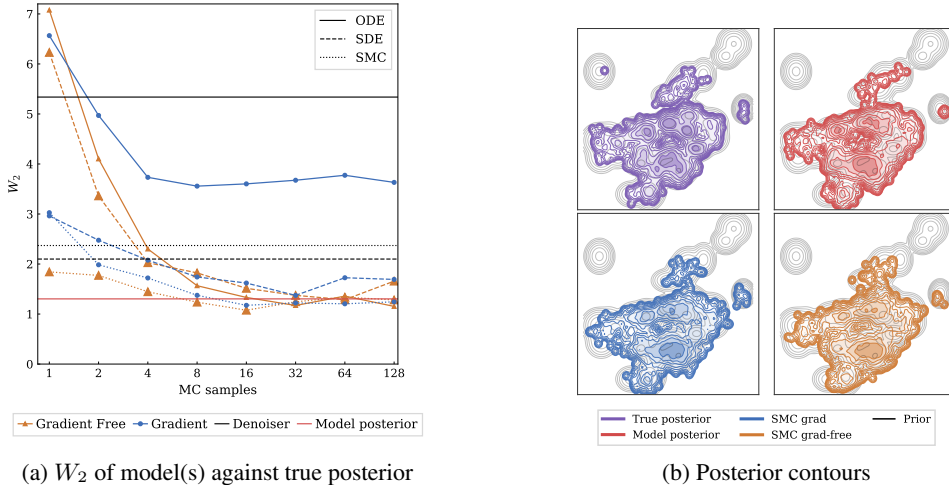 7
6
5
4
3
2
1
0
W₂
1 2 4 8 16 32 64 128
MC samples
ODE
SDE
SMC
Gradient Free Gradient Denoiser Model posterior
(a) W₂ of model(s) against true posterior
True posterior SMC grad Prior
Model posterior SMC grad-free
(b) Posterior contours